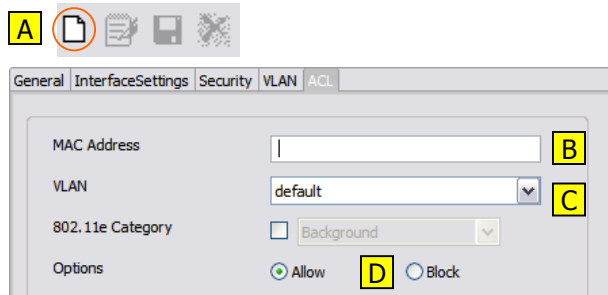 A
General InterfaceSettings Security VLAN ACL
MAC Address B
VLAN default C
802.11e Category Background
Options Allow D Block